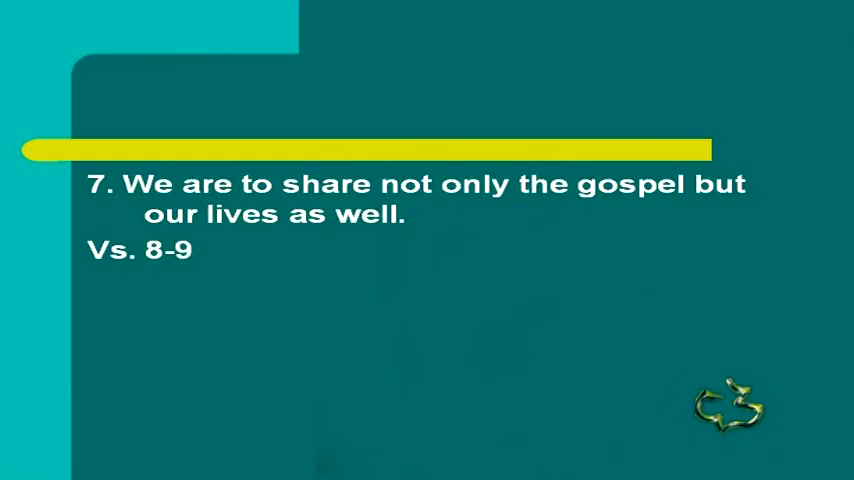 7. We are to share not only the gospel but
our lives as well.
Vs. 8-9